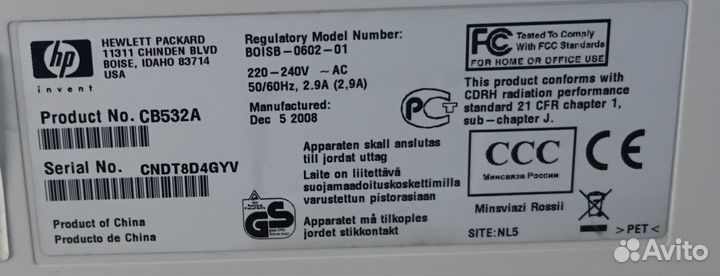 hp
invent
HEWLETT PACKARD
11311 CHINDEN BLVD
BOISE, IDAHO 83714
USA
Product No. CB532A
Serial No. CNDT8D4GYV
Product of China
Producto de China
Regulatory Model Number:
BOISB-0602-01
220-240V ~ AC
50/60Hz, 2.9A (2,9A)
Manufactured:
Dec 5 2008
Apparaten skall anslutas
till jordat uttag
Laite on liitettävä
suojamaadoituskoskettimilla
varustettuun pistorasiaan
Apparatet må tilkoples
jordet stikkontakt
GS
FC Tested To Comply
With FCC Standards
FOR HOME OR OFFICE USE
This product conforms with
CDRH radiation performance
standard 21 CFR chapter 1,
sub-chapter J.
CCC
Минсвязи России
CE
Minsviazi Rossii
SITE: NL5
> PET <
Avito